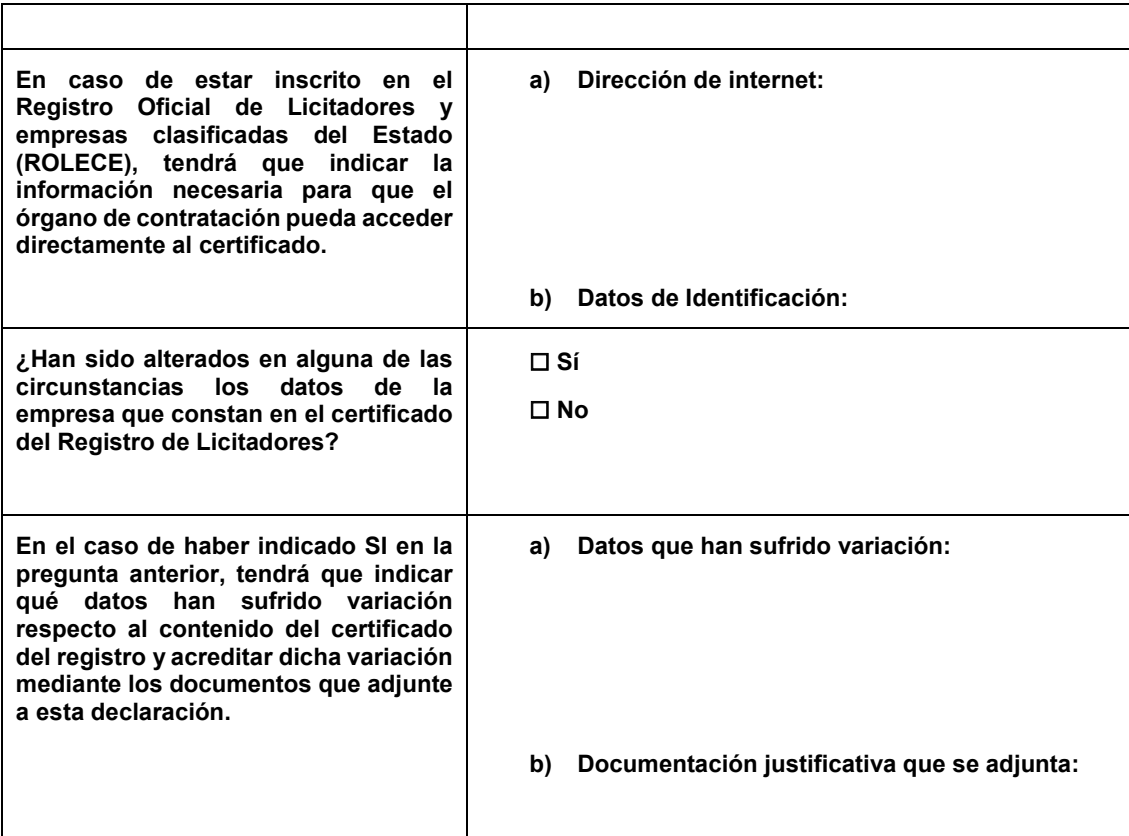 En caso de estar inscrito en el
Registro Oficial de Licitadores y
empresas clasificadas del Estado
(ROLECE), tendrá que indicar la
información necesaria para que el
órgano de contratación pueda acceder
directamente al certificado.
a) Dirección de internet:
b) Datos de Identificación:
¿Han sido alterados en alguna de las
circunstancias los datos de la
empresa que constan en el certificado
del Registro de Licitadores?
☐ Sí
☐ No
En el caso de haber indicado SI en la
pregunta anterior, tendrá que indicar
qué datos han sufrido variación
respecto al contenido del certificado
del registro y acreditar dicha variación
mediante los documentos que adjunte
a esta declaración.
a) Datos que han sufrido variación:
b) Documentación justificativa que se adjunta: